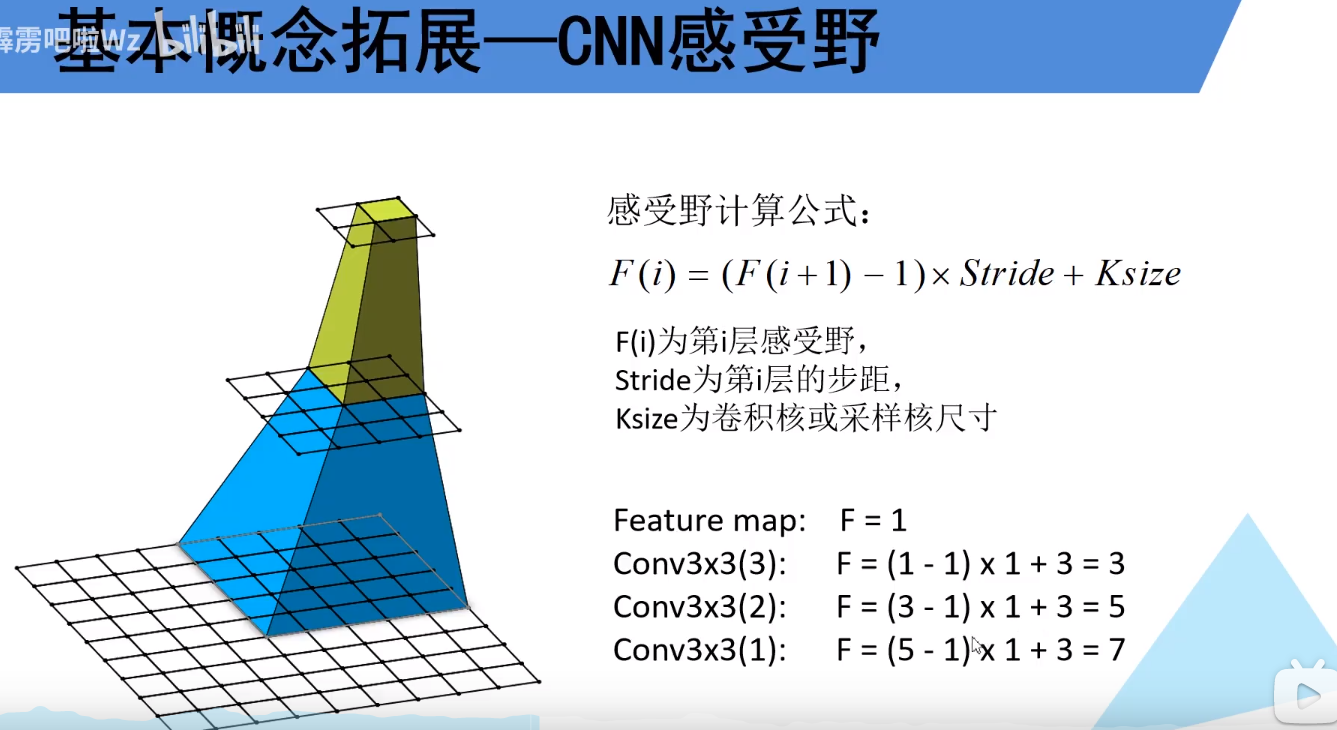 基本概念拓展—CNN感受野
霹雳吧啦Wz bilibili
感受野计算公式：
F(i) = (F(i+1) − 1) × Stride + Ksize
F(i)为第i层感受野，
Stride为第i层的步距，
Ksize为卷积核或采样核尺寸
Feature map: F = 1
Conv3x3(3): F = (1 - 1) x 1 + 3 = 3
Conv3x3(2): F = (3 - 1) x 1 + 3 = 5
Conv3x3(1): F = (5 - 1) x 1 + 3 = 7